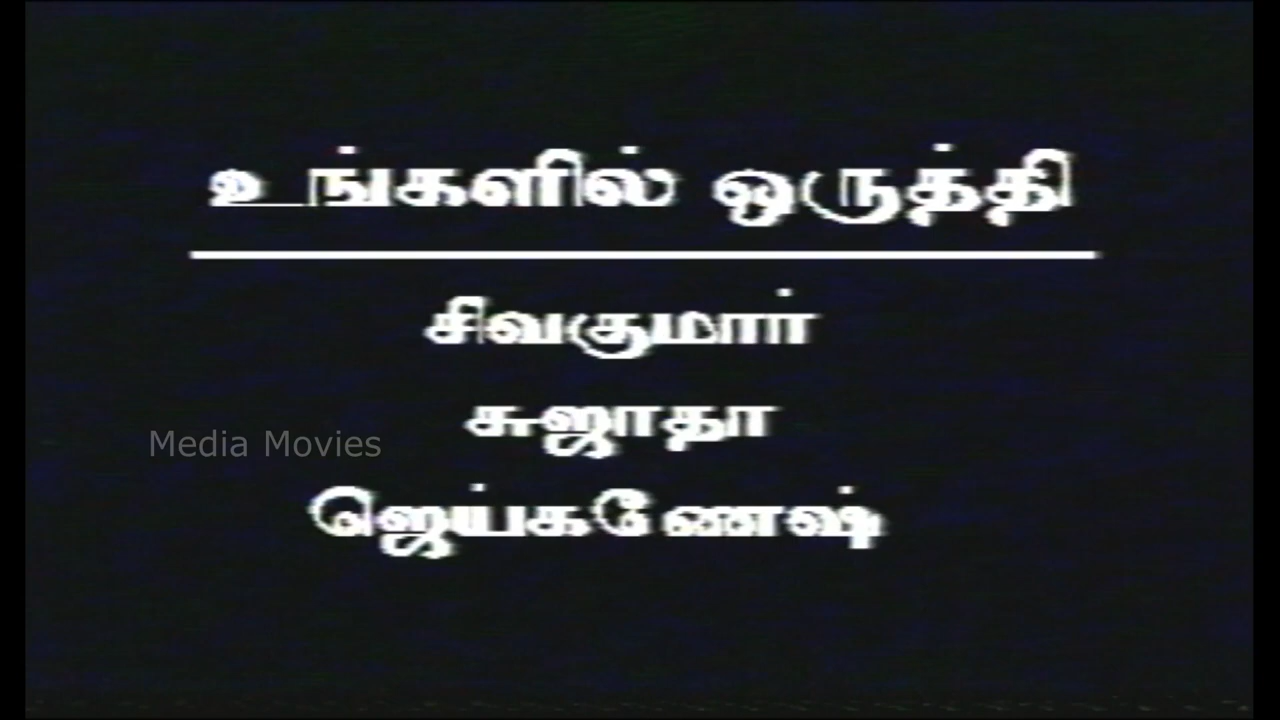 உங்களில் ஒருத்தி
சிவகுமார்
சுஜாதா
Media Movies
ஜெய்கணேஷ்